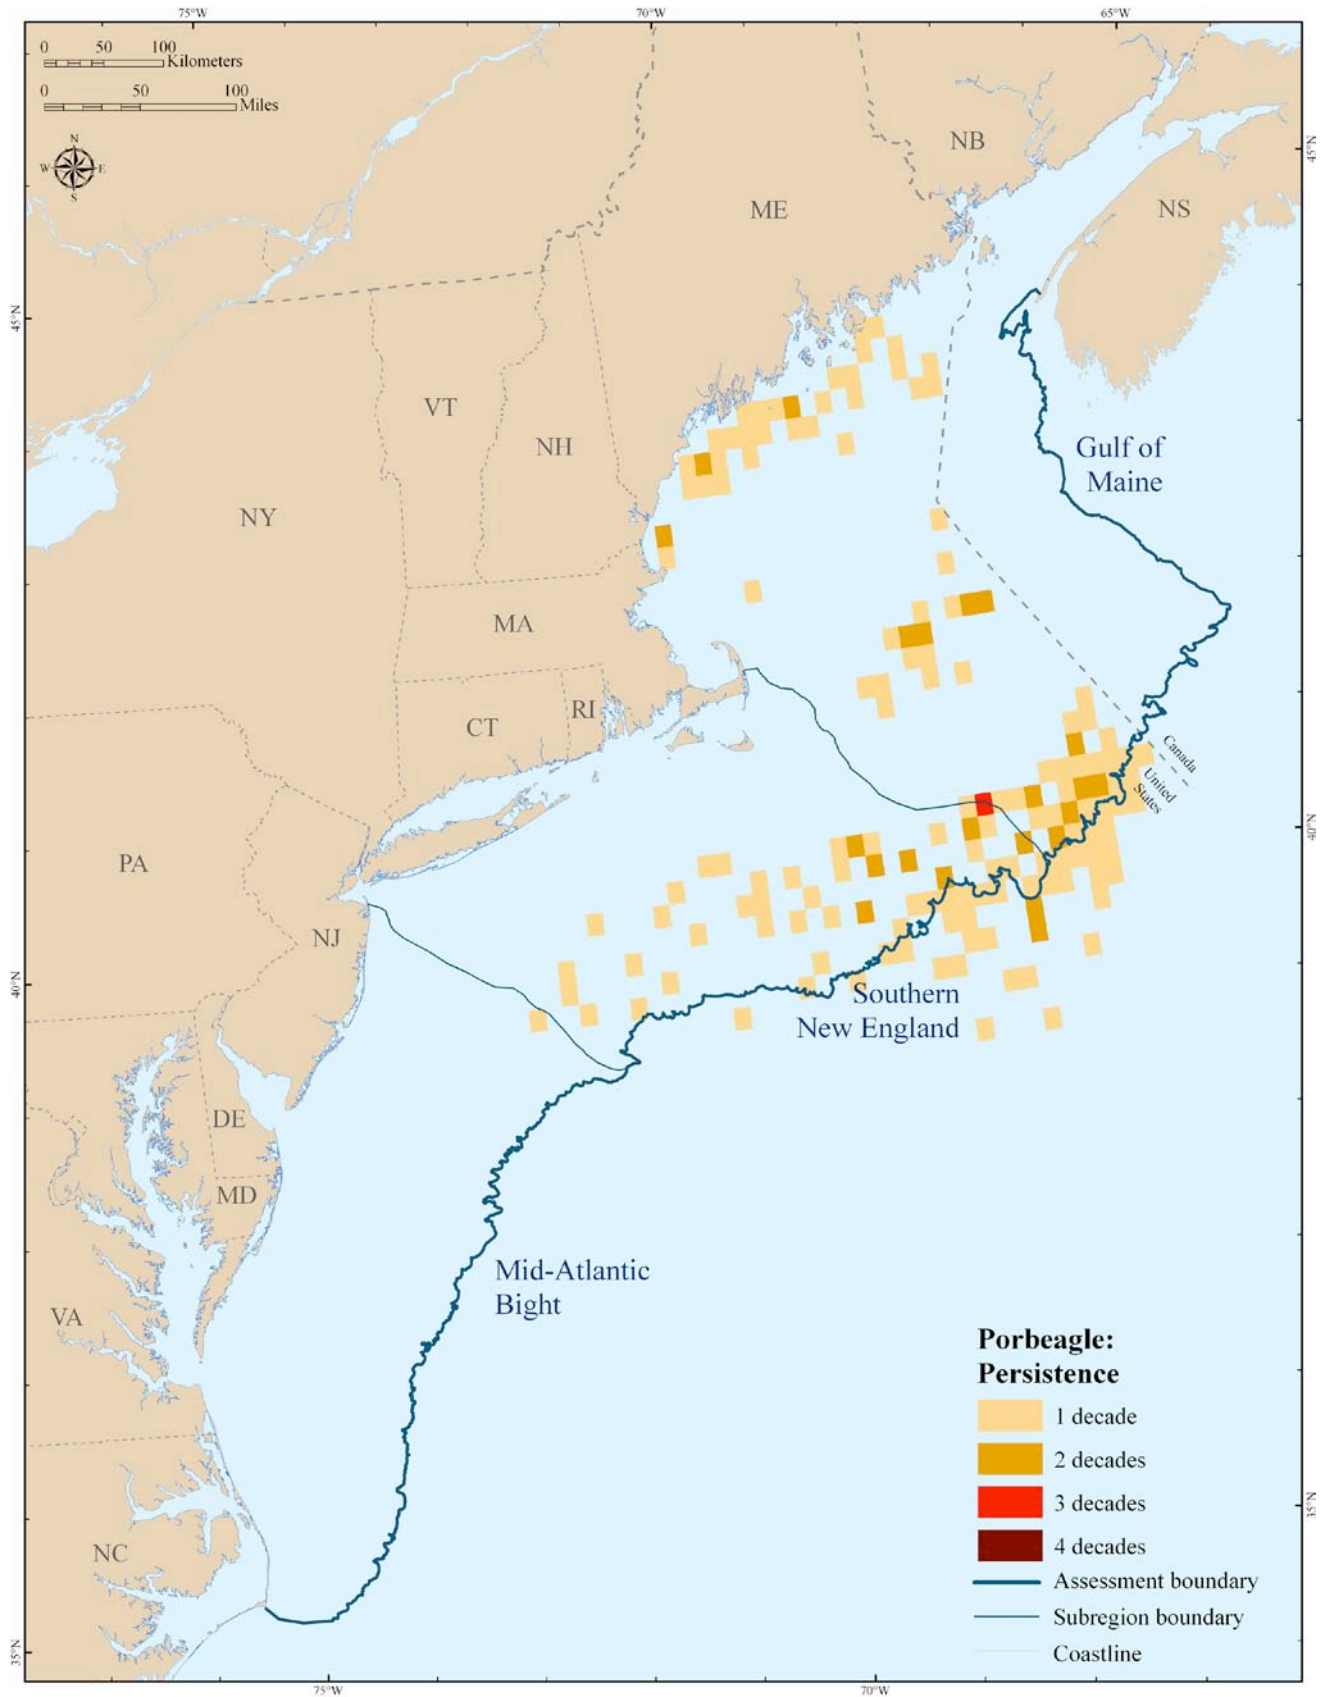 75°W
70°W
65°W
0 50 100
Kilometers
0 50 100
Miles
N
W E
S
NB
45°N
ME
NS
45°N
VT
NH
Gulf of
Maine
NY
MA
CT
RI
Canada
United
States
40°N
PA
NJ
40°N
Southern
New England
DE
MD
Mid-Atlantic
Bight
VA
Porbeagle:
Persistence
1 decade
2 decades
3 decades
4 decades
35°N
NC
Assessment boundary
Subregion boundary
Coastline
35°N
75°W
70°W